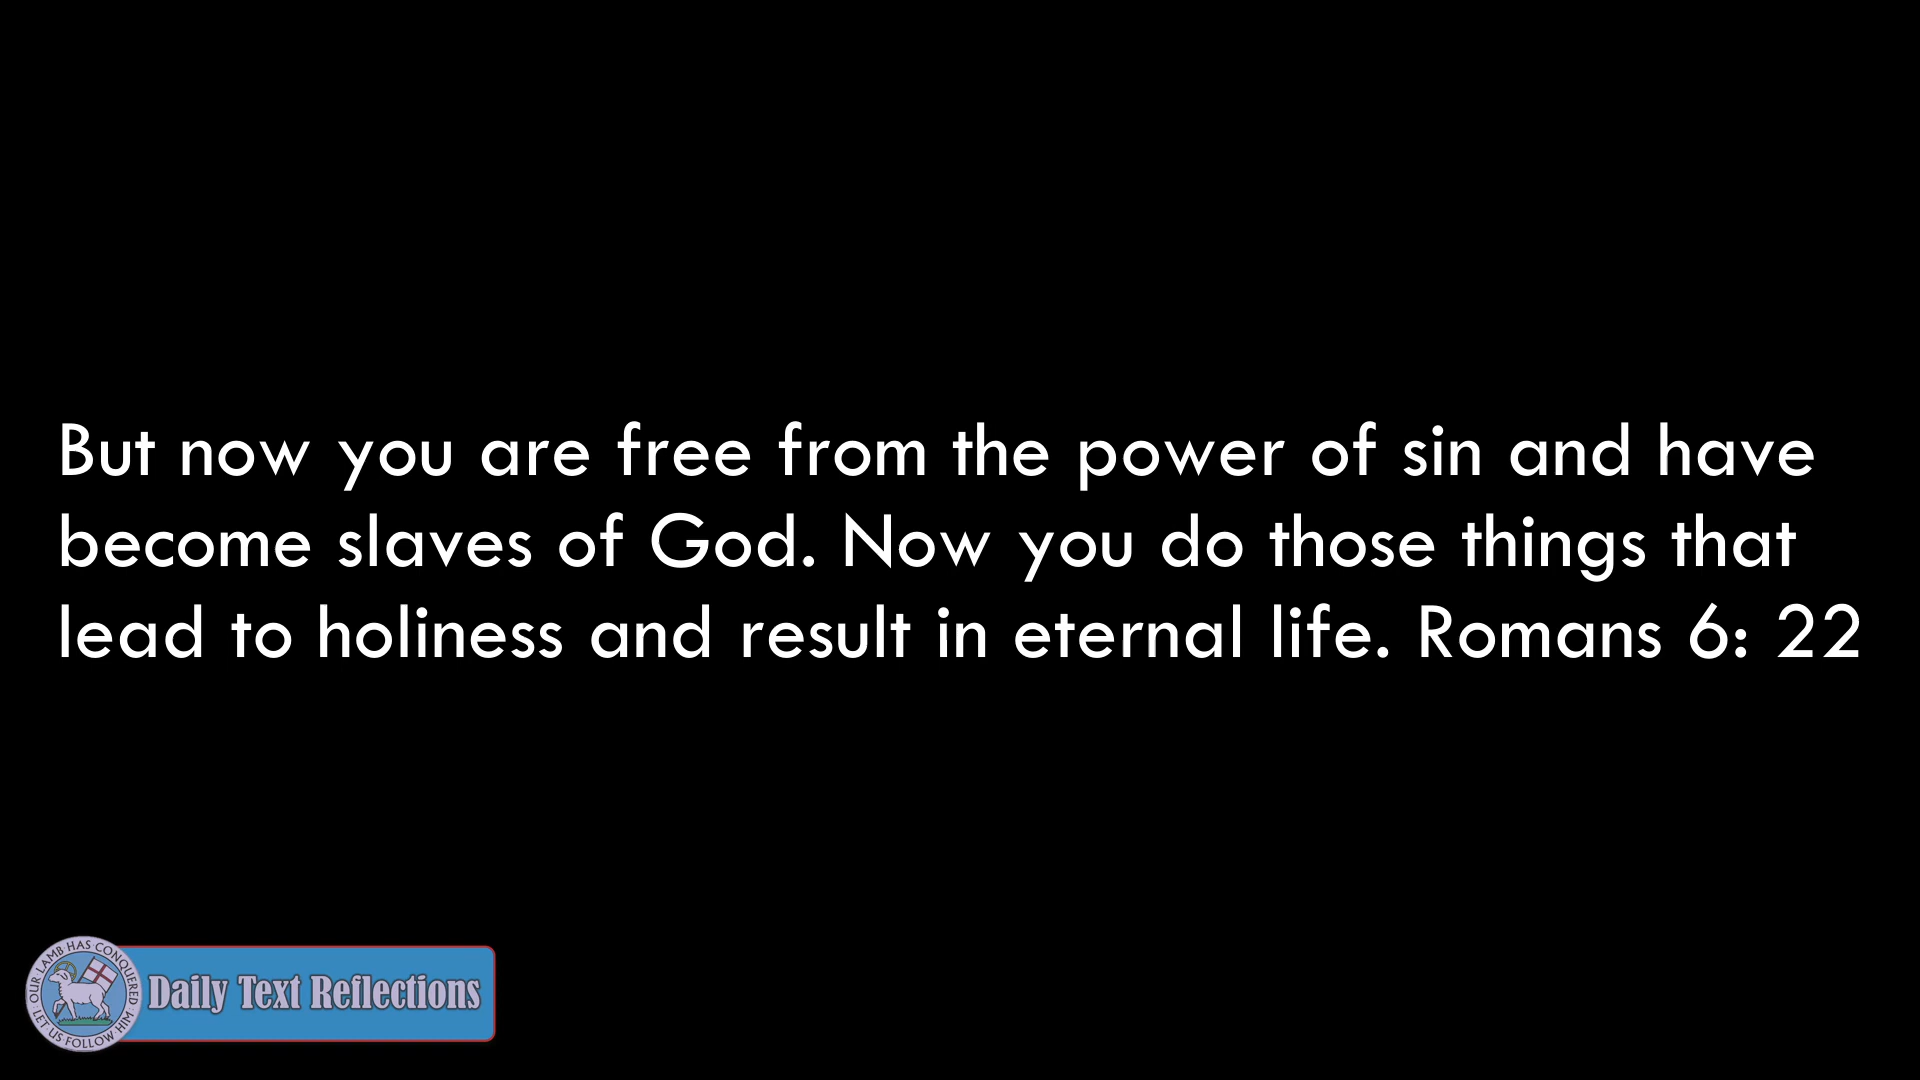 But now you are free from the power of sin and have
become slaves of God. Now you do those things that
lead to holiness and result in eternal life. Romans 6: 22
OUR LAMB HAS CONQUERED
LET US FOLLOW HIM
Daily Text Reflections